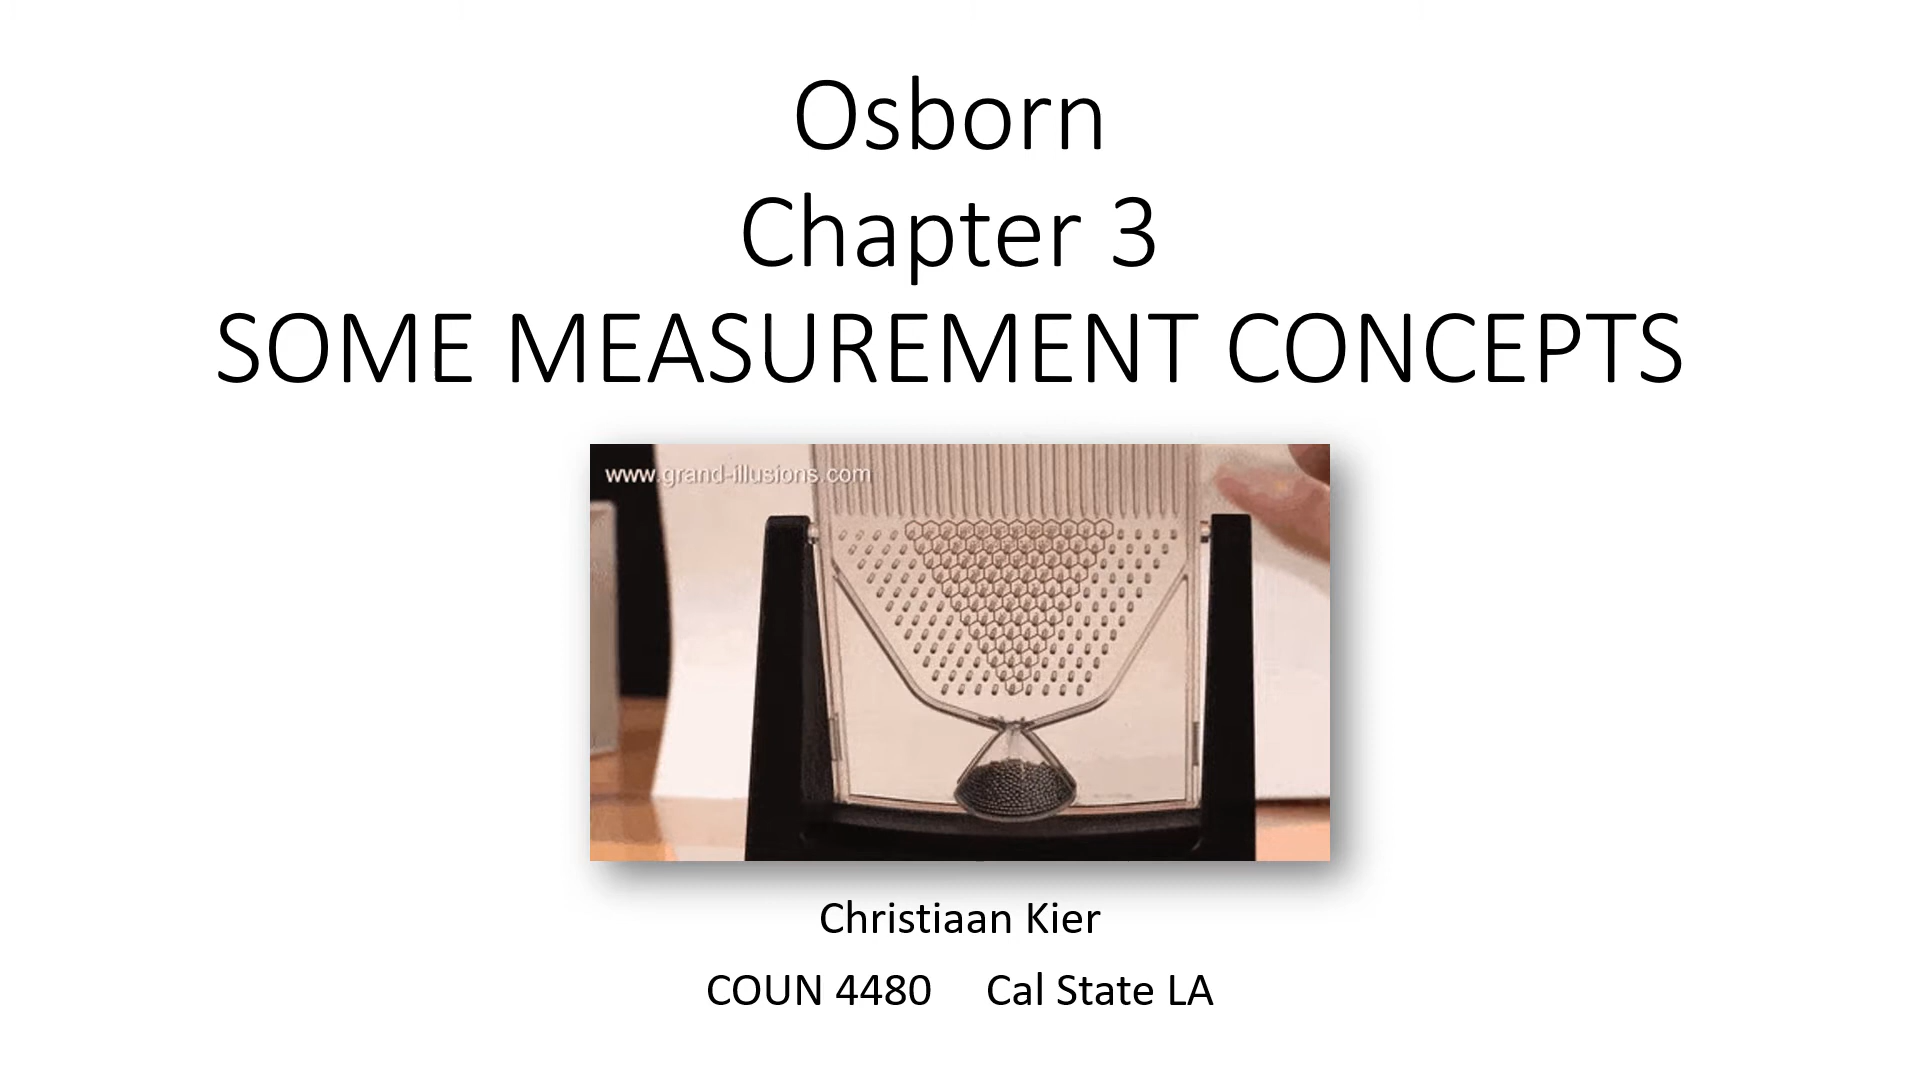 Osborn
Chapter 3
SOME MEASUREMENT CONCEPTS
www.grand-illusions.com
Christiaan Kier
COUN 4480 Cal State LA